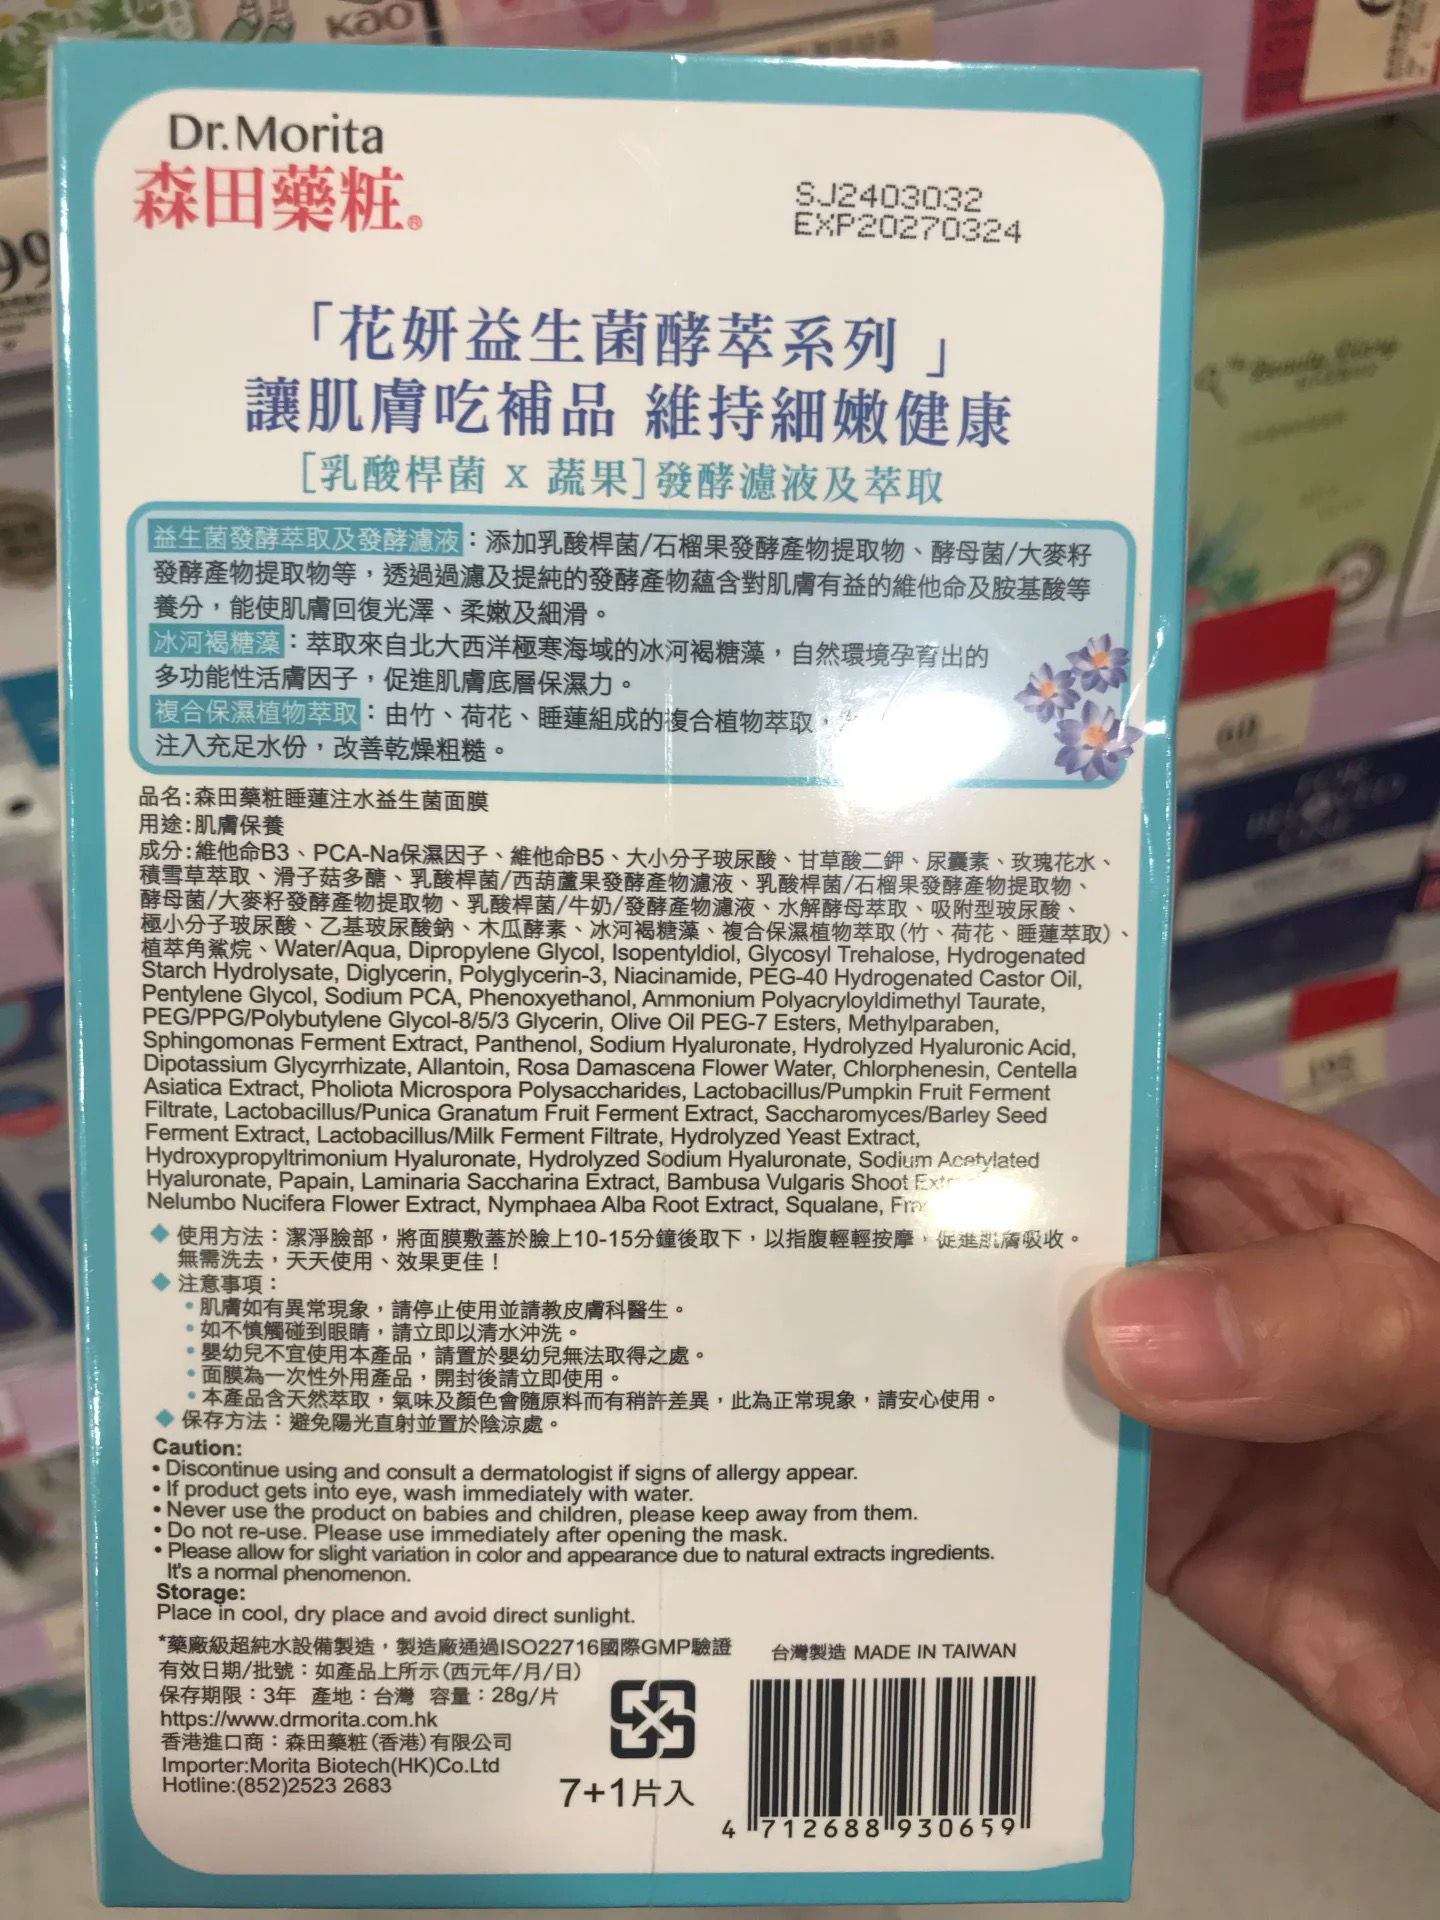 Kao
99
Dr.Morita
森田藥粧®
SJ2403032
EXP20270324
「花妍益生菌酵萃系列 」
讓肌膚吃補品 維持細嫩健康
[乳酸桿菌 x 蔬果]發酵濾液及萃取
益生菌發酵萃取及發酵濾液：添加乳酸桿菌/石榴果發酵產物提取物、酵母菌/大麥籽
發酵產物提取物等，透過過濾及提純的發酵產物蘊含對肌膚有益的維他命及胺基酸等
養分，能使肌膚回復光澤、柔嫩及細滑。
冰河褐糖藻：萃取來自北大西洋極寒海域的冰河褐糖藻，自然環境孕育出的
多功能性活膚因子，促進肌膚底層保濕力。
複合保濕植物萃取：由竹、荷花、睡蓮組成的複合植物萃取，
注入充足水份，改善乾燥粗糙。
品名:森田藥粧睡蓮注水益生菌面膜
用途:肌膚保養
成分:維他命B3、PCA-Na保濕因子、維他命B5、大小分子玻尿酸、甘草酸二鉀、尿囊素、玫瑰花水、
積雪草萃取、滑子菇多醣、乳酸桿菌/西葫蘆果發酵產物濾液、乳酸桿菌/石榴果發酵產物提取物、
酵母菌/大麥籽發酵產物提取物、乳酸桿菌/牛奶/發酵產物濾液、水解酵母萃取、吸附型玻尿酸、
極小分子玻尿酸、乙基玻尿酸鈉、木瓜酵素、冰河褐糖藻、複合保濕植物萃取(竹、荷花、睡蓮萃取)、
植萃角鯊烷、Water/Aqua, Dipropylene Glycol, Isopentyldiol, Glycosyl Trehalose, Hydrogenated
Starch Hydrolysate, Diglycerin, Polyglycerin-3, Niacinamide, PEG-40 Hydrogenated Castor Oil,
Pentylene Glycol, Sodium PCA, Phenoxyethanol, Ammonium Polyacryloyldimethyl Taurate,
PEG/PPG/Polybutylene Glycol-8/5/3 Glycerin, Olive Oil PEG-7 Esters, Methylparaben,
Sphingomonas Ferment Extract, Panthenol, Sodium Hyaluronate, Hydrolyzed Hyaluronic Acid,
Dipotassium Glycyrrhizate, Allantoin, Rosa Damascena Flower Water, Chlorphenesin, Centella
Asiatica Extract, Pholiota Microspora Polysaccharides, Lactobacillus/Pumpkin Fruit Ferment
Filtrate, Lactobacillus/Punica Granatum Fruit Ferment Extract, Saccharomyces/Barley Seed
Ferment Extract, Lactobacillus/Milk Ferment Filtrate, Hydrolyzed Yeast Extract,
Hydroxypropyltrimonium Hyaluronate, Hydrolyzed Sodium Hyaluronate, Sodium Acetylated
Hyaluronate, Papain, Laminaria Saccharina Extract, Bambusa Vulgaris Shoot
Nelumbo Nucifera Flower Extract, Nymphaea Alba Root Extract, Squalane,
◆ 使用方法：潔淨臉部，將面膜敷蓋於臉上10-15分鐘後取下，以指腹輕輕按摩，促進肌膚吸收。
無需洗去，天天使用、效果更佳！
◆ 注意事項：
• 肌膚如有異常現象，請停止使用並請教皮膚科醫生。
• 如不慎觸碰到眼睛，請立即以清水沖洗。
• 嬰幼兒不宜使用本產品，請置於嬰幼兒無法取得之處。
• 面膜為一次性外用產品，開封後請立即使用。
• 本產品含天然萃取，氣味及顏色會隨原料而有稍許差異，此為正常現象，請安心使用。
◆ 保存方法：避免陽光直射並置於陰涼處。
Caution:
• Discontinue using and consult a dermatologist if signs of allergy appear.
• If product gets into eye, wash immediately with water.
• Never use the product on babies and children, please keep away from them.
• Do not re-use. Please use immediately after opening the mask.
• Please allow for slight variation in color and appearance due to natural extracts ingredients.
It's a normal phenomenon.
Storage:
Place in cool, dry place and avoid direct sunlight.
*藥廠級超純水設備製造，製造廠通過ISO22716國際GMP驗證
有效日期/批號：如產品上所示(西元年/月/日)
保存期限：3年 產地：台灣 容量：28g/片
https://www.drmorita.com.hk
香港進口商：森田藥粧(香港)有限公司
Importer:Morita Biotech(HK)Co.Ltd
Hotline:(852)2523 2683
7+1片入
台灣製造 MADE IN TAIWAN
4 712688 930659
Beauty Diary
60
FOR
BELOVED
ONE
195